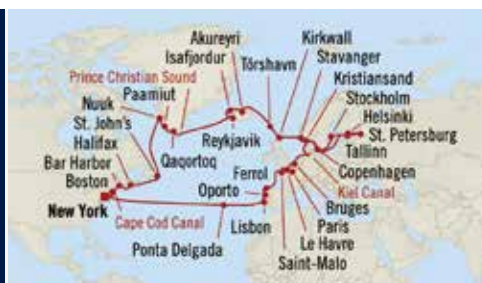 Akureyri
Isafjordur
Kirkwall
Tórshavn
Stavanger
Prince Christian Sound
Kristiansand
Paamiut
Stockholm
Nuuk
Helsinki
St. John's
St. Petersburg
Halifax
Reykjavik
Tallinn
Bar Harbor
Qaqortoq
Ferrol
Copenhagen
Boston
Oporto
Kiel Canal
New York
Bruges
Cape Cod Canal
Lisbon
Paris
Ponta Delgada
Le Havre
Saint-Malo